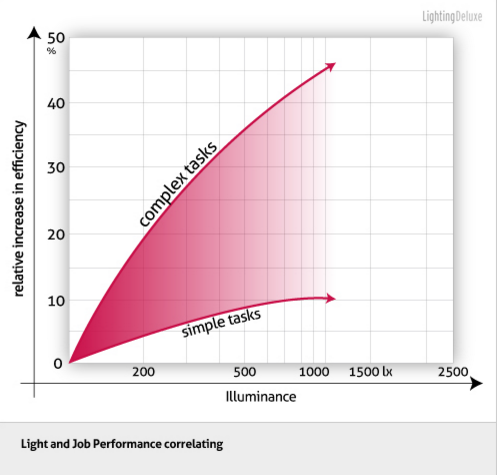 LightingDeluxe
50
%
40
30
20
10
0
relative increase in efficiency
complex tasks
simple tasks
200 500 1000 1500 lx 2500
Illuminance
Light and Job Performance correlating